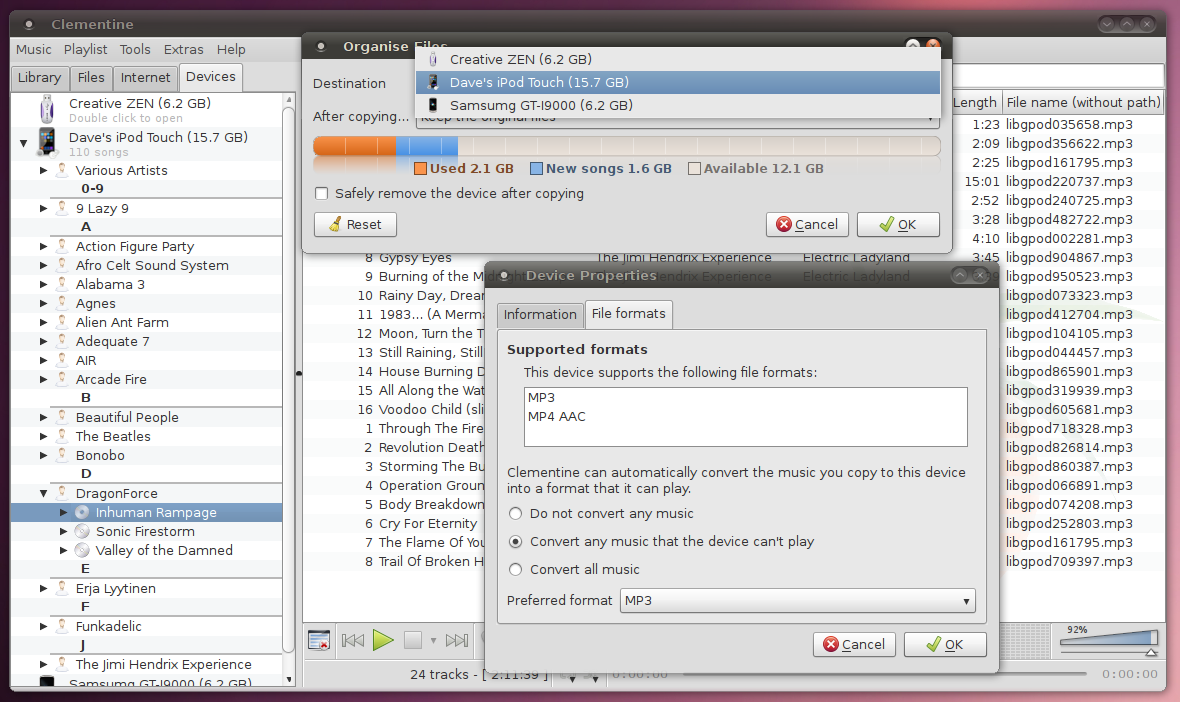 Clementine
Music Playlist Tools Extras Help
Library Files Internet Devices
Creative ZEN (6.2 GB)
Double click to open
Dave's iPod Touch (15.7 GB)
110 songs
Various Artists
0-9
9 Lazy 9
A
Action Figure Party
Afro Celt Sound System
Alabama 3
Agnes
Alien Ant Farm
Adequate 7
AIR
Arcade Fire
B
Beautiful People
The Beatles
Bonobo
D
DragonForce
Inhuman Rampage
Sonic Firestorm
Valley of the Damned
E
Erja Lyytinen
F
Funkadelic
J
The Jimi Hendrix Experience
Samsumg GT-I9000 (6.2 GB)
Organise Files
Creative ZEN (6.2 GB)
Destination
Dave's iPod Touch (15.7 GB)
Samsumg GT-I9000 (6.2 GB)
After copying... Keep the original files
Used 2.1 GB New songs 1.6 GB Available 12.1 GB
Safely remove the device after copying
Reset Cancel OK
Length File name (without path)
1:23 libgpod035658.mp3
2:09 libgpod356622.mp3
2:25 libgpod161795.mp3
15:01 libgpod220737.mp3
2:52 libgpod240725.mp3
3:28 libgpod482722.mp3
4:10 libgpod002281.mp3
8 Gypsy Eyes The Jimi Hendrix Experience Electric Ladyland 3:45 libgpod904867.mp3
9 Burning of the Midnight The Jimi Hendrix Experience Electric Ladyland libgpod950523.mp3
10 Rainy Day, Drea libgpod073323.mp3
11 1983... (A Merma libgpod412704.mp3
12 Moon, Turn the T libgpod104105.mp3
13 Still Raining, Still libgpod044457.mp3
14 House Burning D libgpod865901.mp3
15 All Along the Wat libgpod319939.mp3
16 Voodoo Child (sli libgpod605681.mp3
1 Through The Fire libgpod718328.mp3
2 Revolution Death libgpod826814.mp3
3 Storming The Bu libgpod860387.mp3
4 Operation Groun libgpod066891.mp3
5 Body Breakdown libgpod074208.mp3
6 Cry For Eternity libgpod252803.mp3
7 The Flame Of You libgpod161795.mp3
8 Trail Of Broken H libgpod709397.mp3
Device Properties
Information File formats
Supported formats
This device supports the following file formats:
MP3
MP4 AAC
Clementine can automatically convert the music you copy to this device
into a format that it can play.
Do not convert any music
Convert any music that the device can't play
Convert all music
Preferred format MP3
Cancel OK
92%
24 tracks - [ 2:11:39 ] 0:00:00 0:00:00